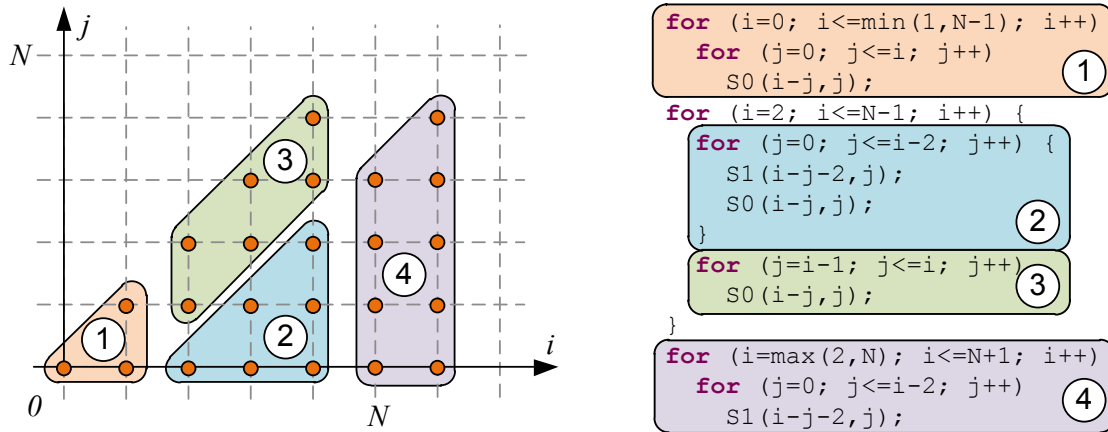 j
N
3
4
1
2
i
0
N
for (i=0; i<=min(1,N-1); i++)
for (j=0; j<=i; j++)
S0(i-j,j);
1
for (i=2; i<=N-1; i++) {
for (j=0; j<=i-2; j++) {
S1(i-j-2,j);
S0(i-j,j);
}
2
for (j=i-1; j<=i; j++)
S0(i-j,j);
3
}
for (i=max(2,N); i<=N+1; i++)
for (j=0; j<=i-2; j++)
S1(i-j-2,j);
4